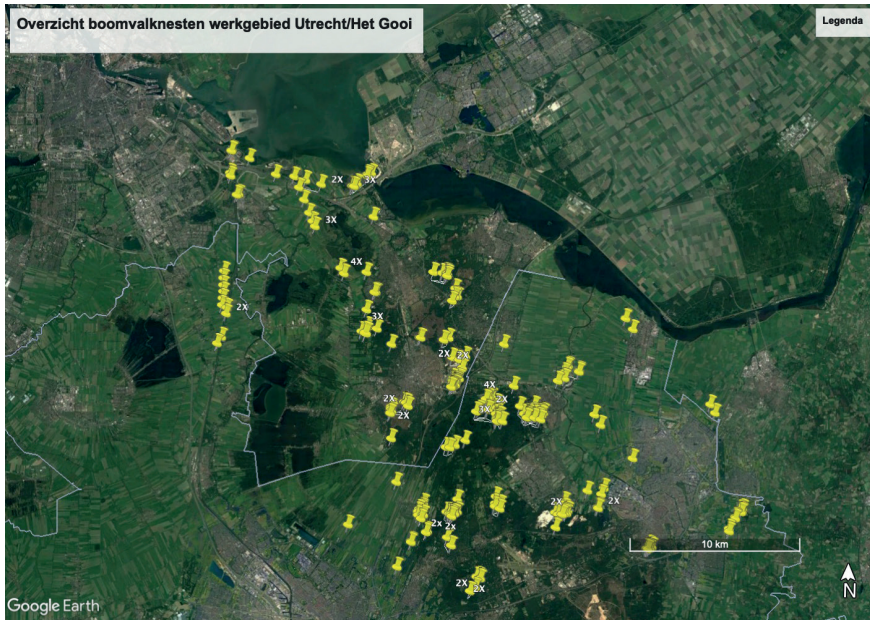 Overzicht boomvalknesten werkgebied Utrecht/Het Gooi
Legenda
2X
3X
3X
4X
2X
3X
2X
2X
4X
2X
2X
3X
2X
2X
2X
2x
2x
2X
2X
10 km
N
Google Earth